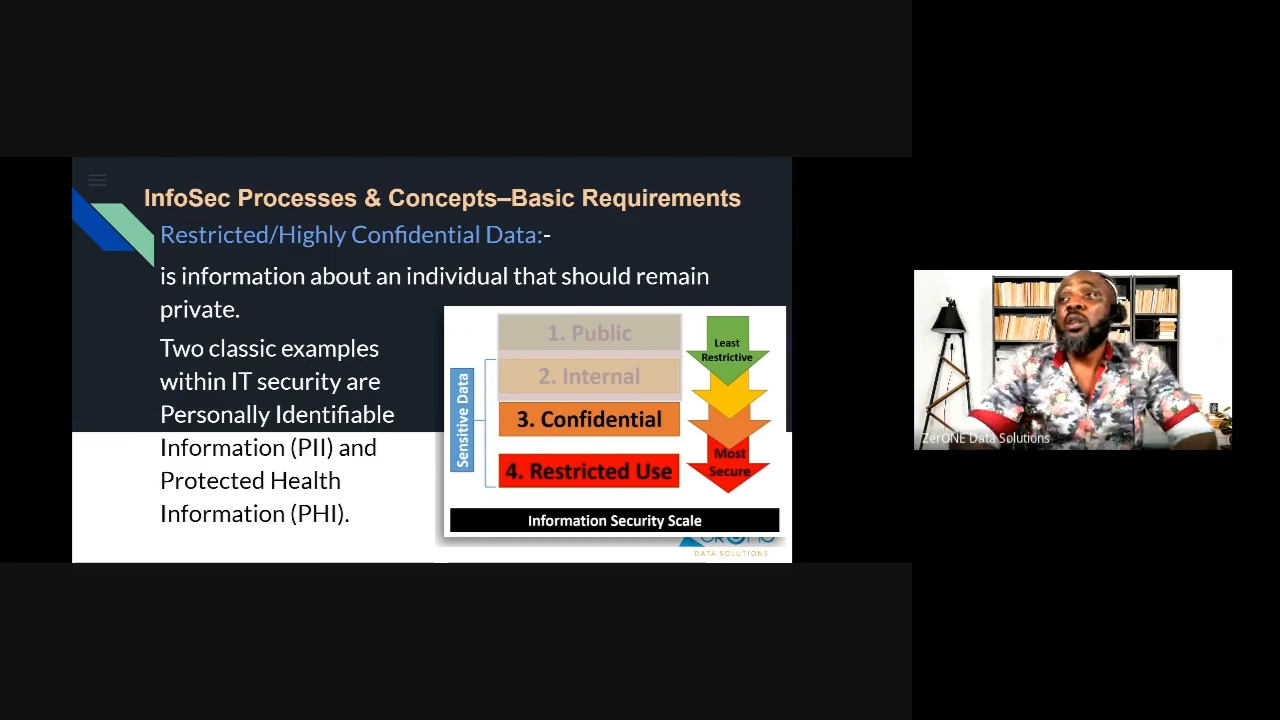 InfoSec Processes & Concepts–Basic Requirements
Restricted/Highly Confidential Data:-
is information about an individual that should remain
private.
Two classic examples
within IT security are
Personally Identifiable
Information (PII) and
Protected Health
Information (PHI).
Sensitive Data
1. Public
2. Internal
3. Confidential
4. Restricted Use
Least
Restrictive
Most
Secure
Information Security Scale
DATA SOLUTIONS
ZerONE Data Solutions